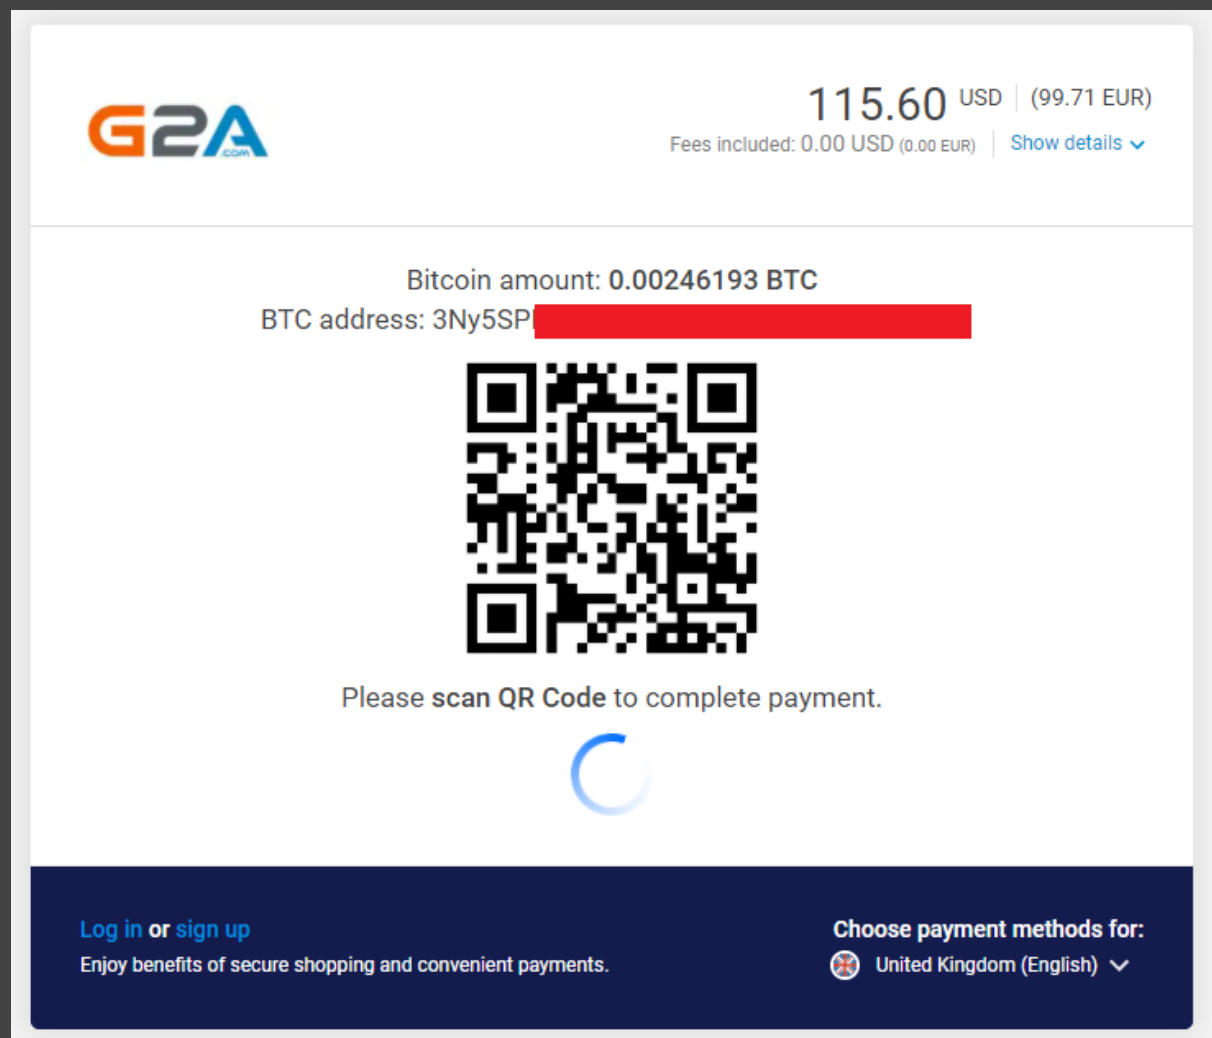 G2A
.COM
115.60 USD (99.71 EUR)
Fees included: 0.00 USD (0.00 EUR) Show details
Bitcoin amount: 0.00246193 BTC
BTC address: 3Ny5SP
Please scan QR Code to complete payment.
Log in or sign up
Enjoy benefits of secure shopping and convenient payments.
Choose payment methods for:
United Kingdom (English)